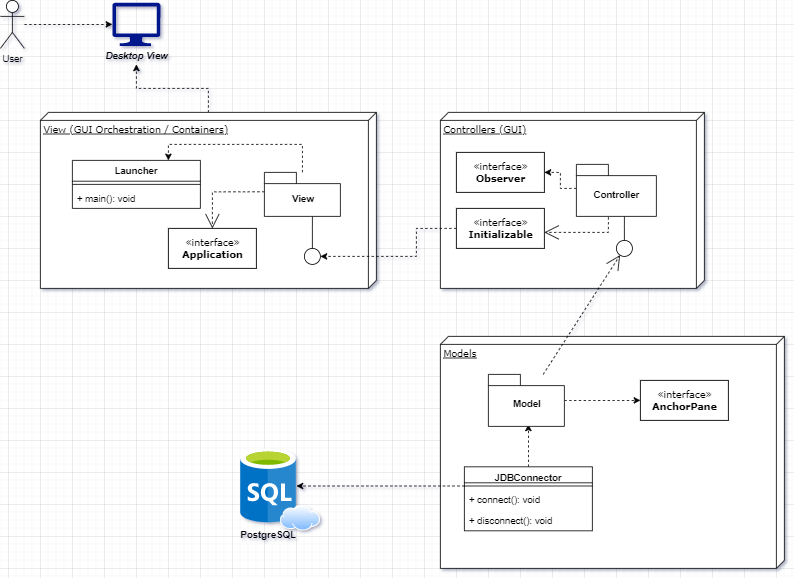 User
Desktop View
View (GUI Orchestration / Containers)
Launcher
+ main(): void
View
«interface»
Application
Controllers (GUI)
«interface»
Observer
Controller
«interface»
Initializable
Models
Model
«interface»
AnchorPane
JDBConnector
+ connect(): void
+ disconnect(): void
SQL
PostgreSQL